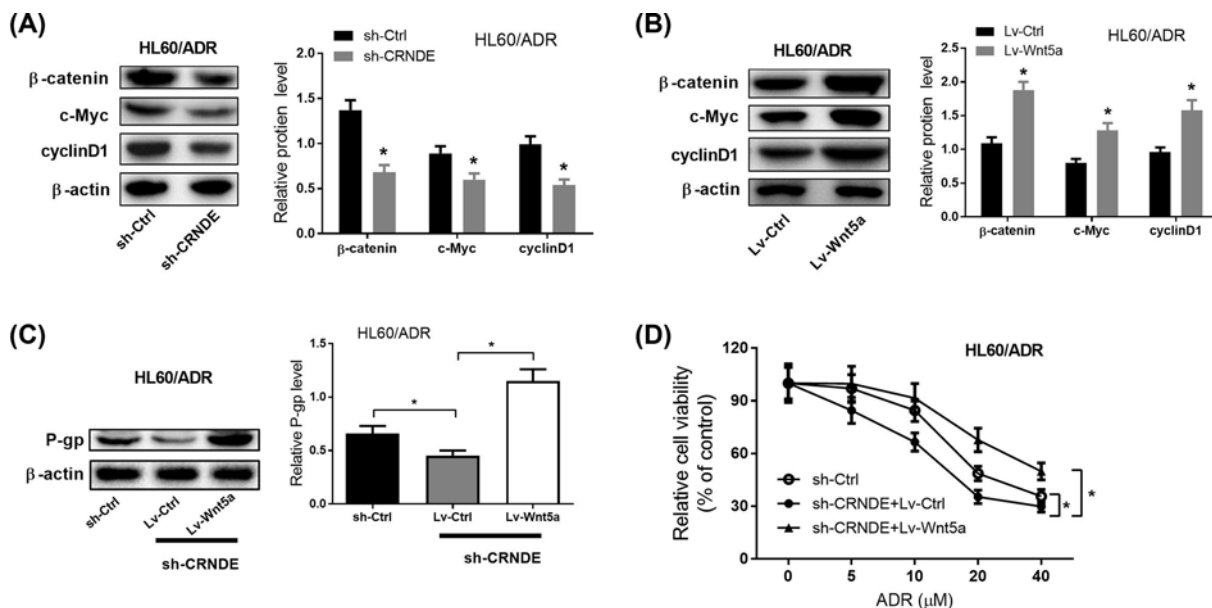 (A)
HL60/ADR
β-catenin
c-Myc
cyclinD1
β-actin
sh-Ctrl
sh-CRNDE
sh-Ctrl
sh-CRNDE
HL60/ADR
Relative protien level
2.0
1.5
1.0
0.5
0.0
* * *
β-catenin c-Myc cyclinD1
(B)
HL60/ADR
β-catenin
c-Myc
cyclinD1
β-actin
Lv-Ctrl
Lv-Wnt5a
Lv-Ctrl
Lv-Wnt5a
HL60/ADR
Relative protien level
2.5
2.0
1.5
1.0
0.5
0.0
* * *
β-catenin c-Myc cyclinD1
(C)
HL60/ADR
P-gp
β-actin
sh-Ctrl
Lv-Ctrl
Lv-Wnt5a
sh-CRNDE
HL60/ADR
Relative P-gp level
1.5
1.0
0.5
0.0
*
*
sh-Ctrl Lv-Ctrl Lv-Wnt5a
sh-CRNDE
(D)
HL60/ADR
Relative cell viability
(% of control)
120
90
60
30
0
sh-Ctrl
sh-CRNDE+Lv-Ctrl
sh-CRNDE+Lv-Wnt5a
*
*
0 5 10 20 40
ADR (μM)